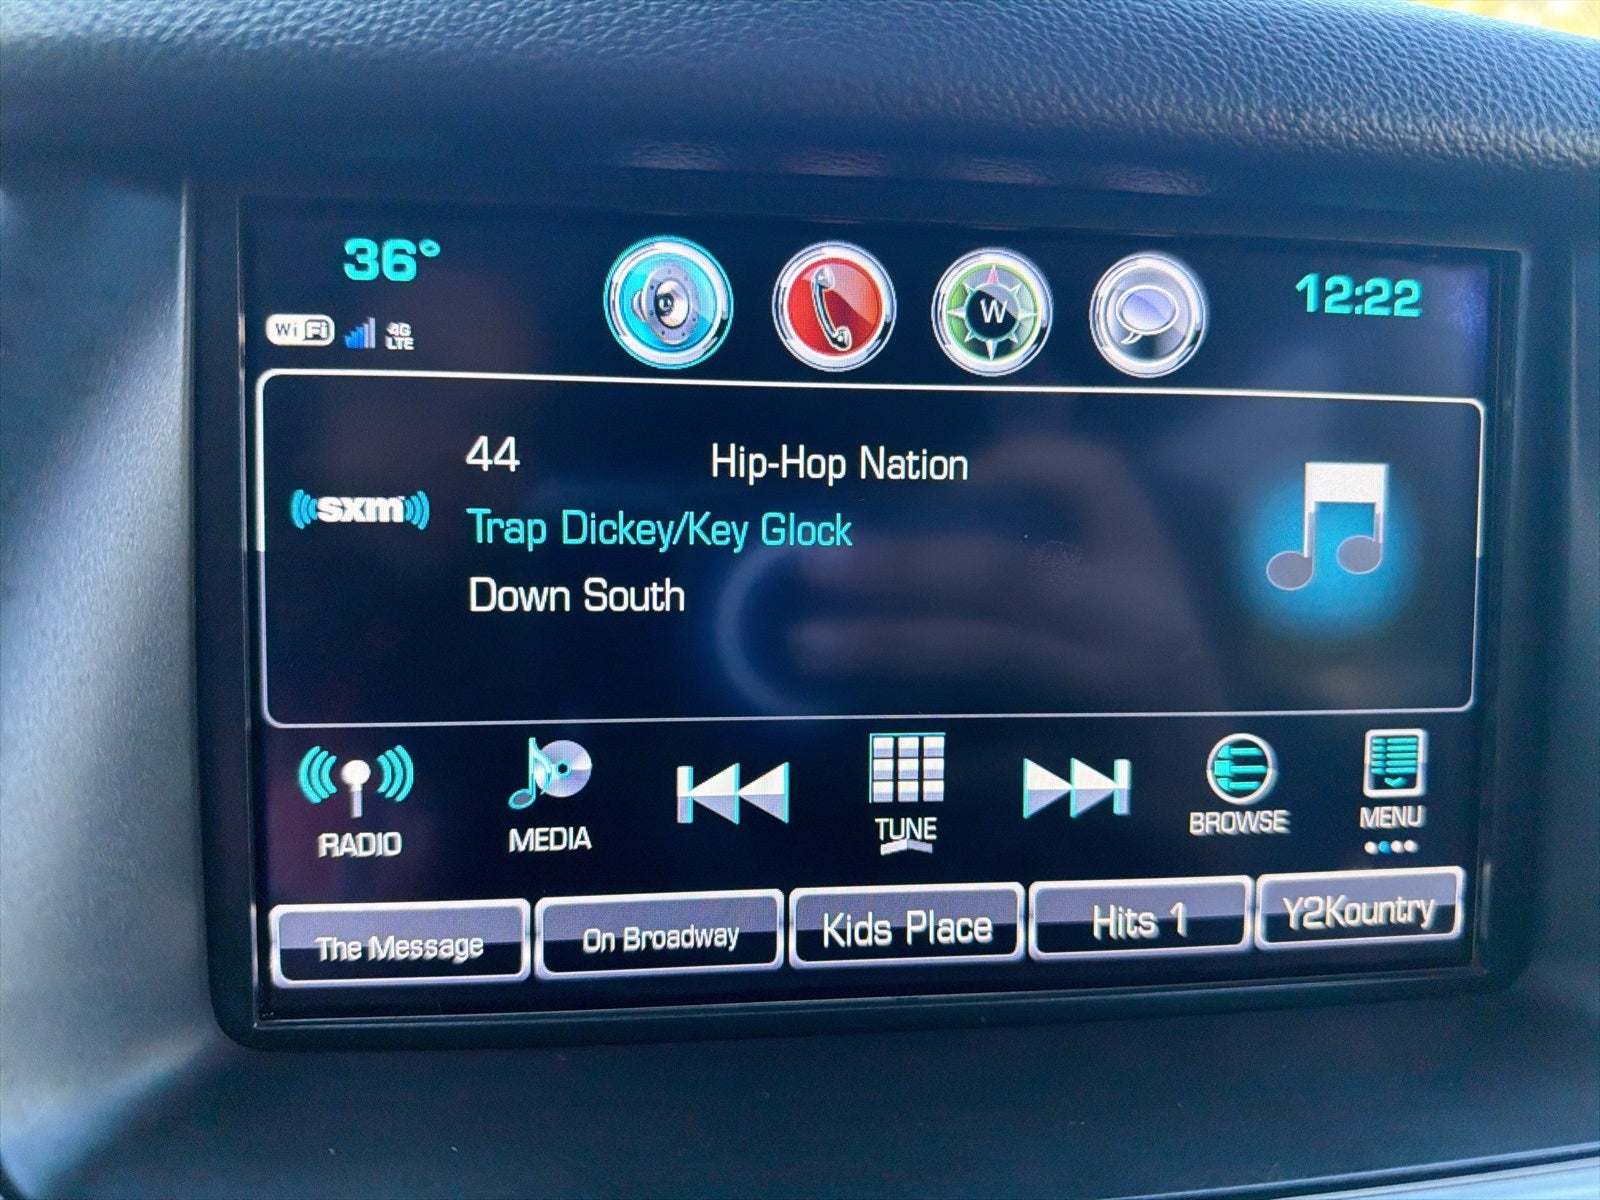 36°
12:22
WiFi 4G LTE
W
44 Hip-Hop Nation
((sxm))
Trap Dickey/Key Glock
Down South
RADIO
MEDIA
TUNE
BROWSE
MENU
The Message
On Broadway
Kids Place
Hits 1
Y2Kountry